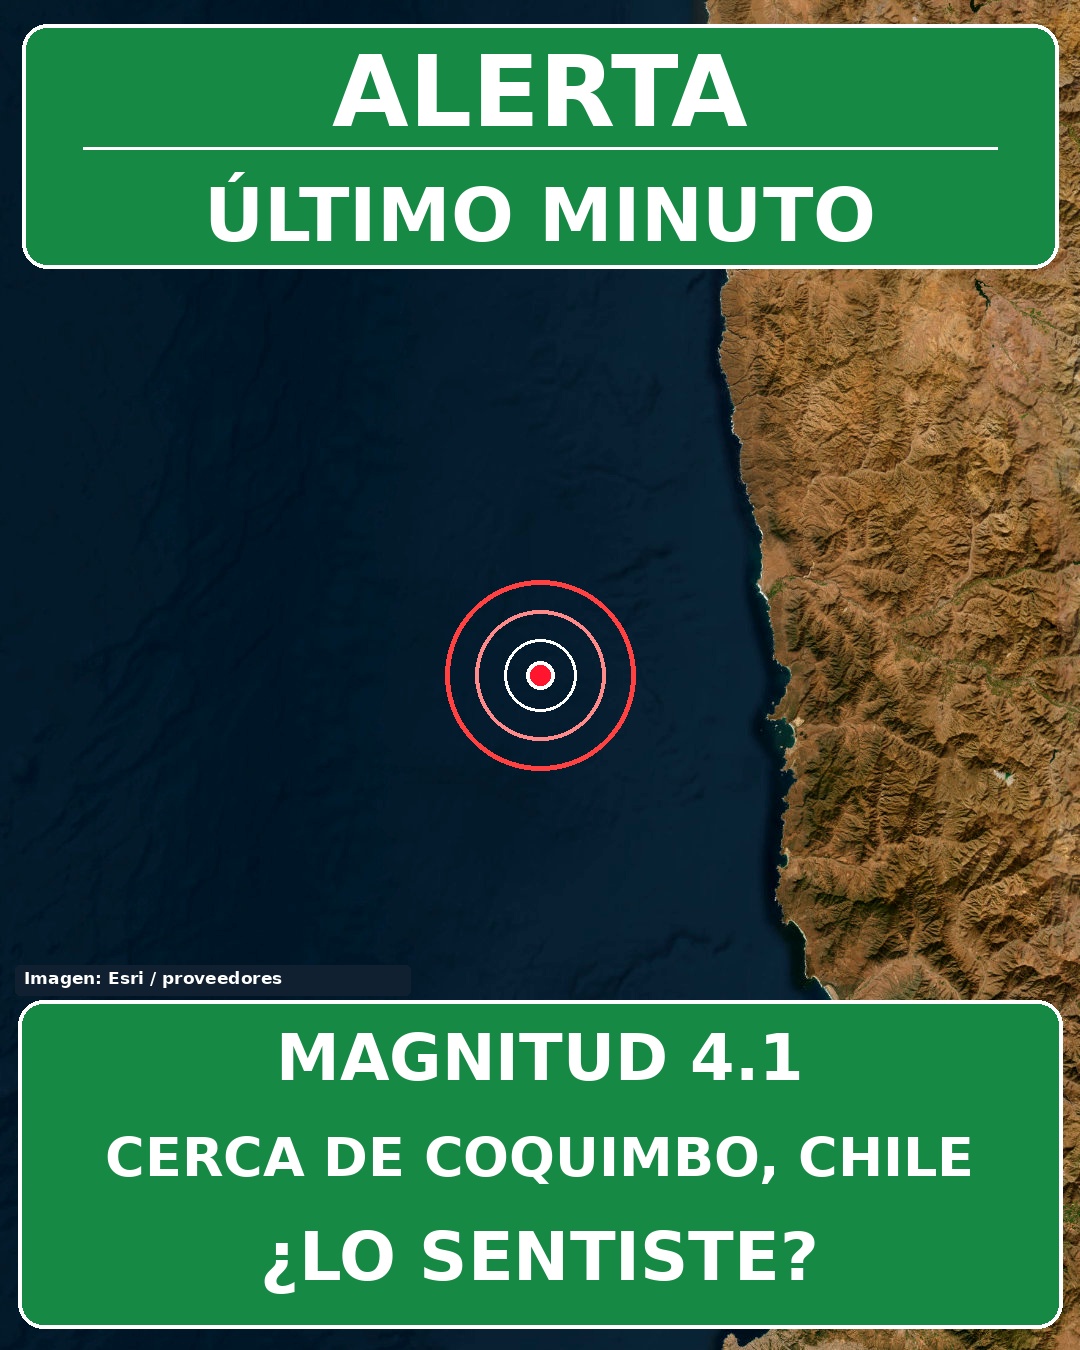 ALERTA
ÚLTIMO MINUTO
Imagen: Esri / proveedores
MAGNITUD 4.1
CERCA DE COQUIMBO, CHILE
¿LO SENTISTE?